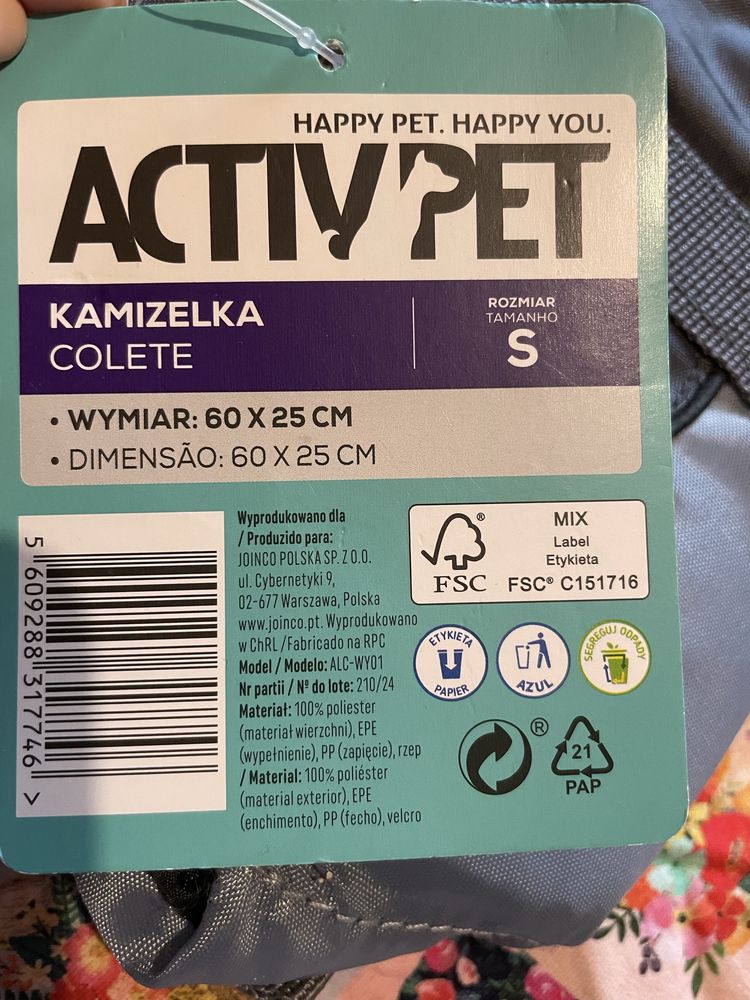 HAPPY PET. HAPPY YOU.
ACTIV PET
KAMIZELKA
COLETE
ROZMIAR
TAMANHO
S
• WYMIAR: 60 X 25 CM
• DIMENSÃO: 60 X 25 CM
5 609288 317746 >
Wyprodukowano dla
/ Produzido para:
JOINCO POLSKA SP. Z O.O.
ul. Cybernetyki 9,
02-677 Warszawa, Polska
www.joinco.pt. Wyprodukowano
w ChRL /Fabricado na RPC
Model / Modelo: ALC-WY01
Nr partii / Nº do lote: 210/24
Materiał: 100% poliester
(materiał wierzchni), EPE
(wypełnienie), PP (zapięcie), rzep
/ Material: 100% poliéster
(material exterior), EPE
(enchimento), PP (fecho), velcro
®
FSC
MIX
Label
Etykieta
FSC® C151716
ETYKIETA
PAPIER
AZUL
SEGREGUJ ODPADY
®
21
PAP